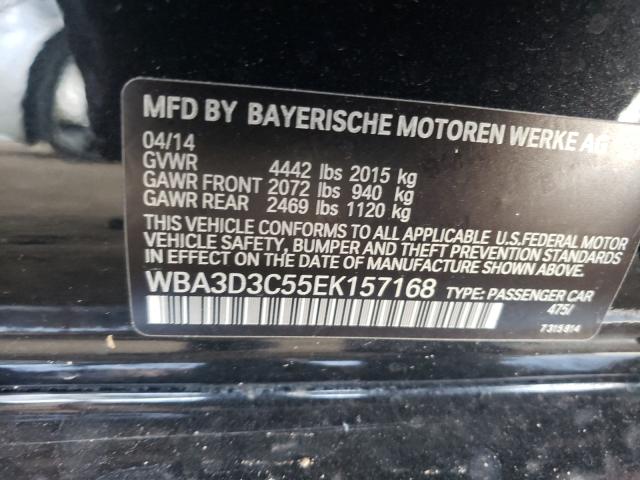 MFD BY BAYERISCHE MOTOREN WERKE AG
04/14
GVWR 4442 lbs 2015 kg
GAWR FRONT 2072 lbs 940 kg
GAWR REAR 2469 lbs 1120 kg
THIS VEHICLE CONFORMS TO ALL APPLICABLE U.S.FEDERAL MOTOR
VEHICLE SAFETY, BUMPER AND THEFT PREVENTION STANDARDS
IN EFFECT ON THE DATE OF MANUFACTURE SHOWN ABOVE.
WBA3D3C55EK157168 TYPE: PASSENGER CAR
475/
7315814